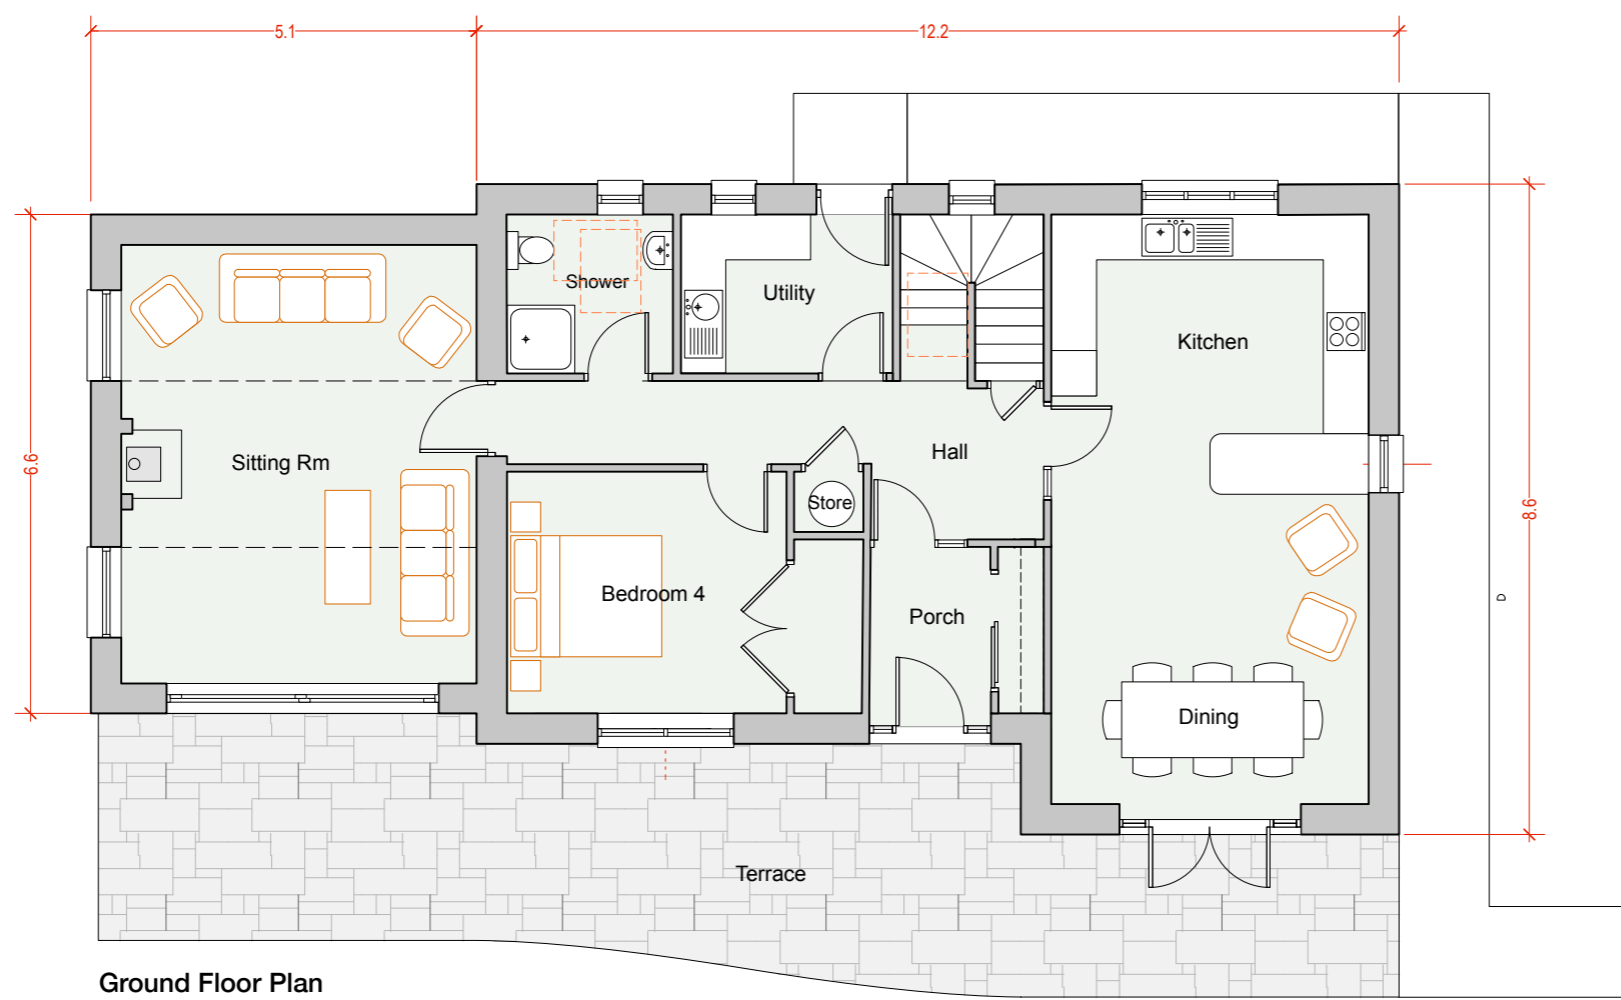 5.1
12.2
Shower
Utility
Kitchen
Hall
Sitting Rm
6.6
Store
8.6
Bedroom 4
D
Porch
Dining
Terrace
Ground Floor Plan